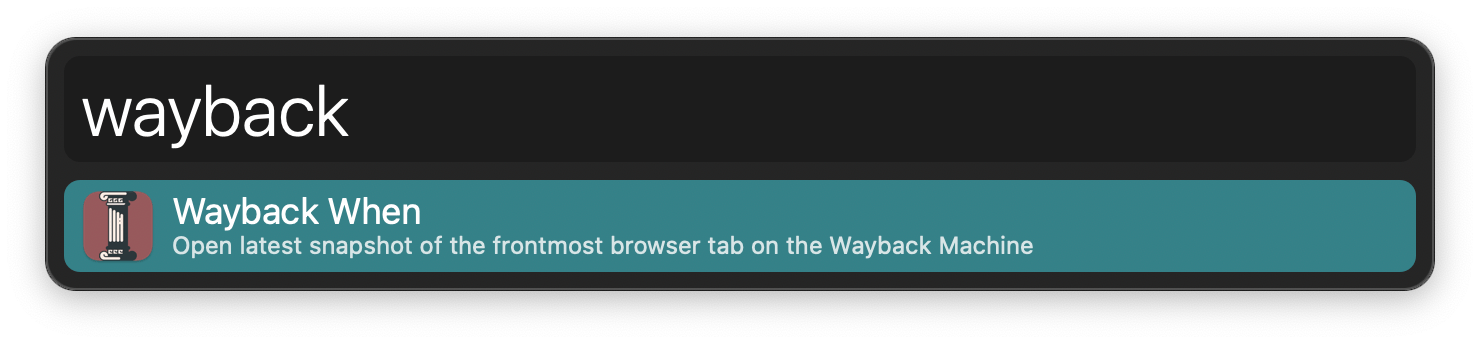 wayback
Wayback When
Open latest snapshot of the frontmost browser tab on the Wayback Machine